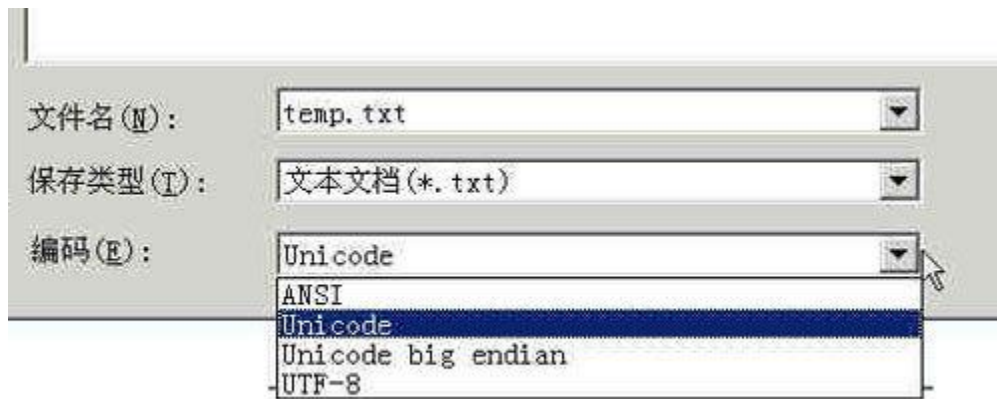 文件名(N):
temp.txt
保存类型(T):
文本文档(*.txt)
编码(E):
Unicode
ANSI
Unicode
Unicode big endian
UTF-8